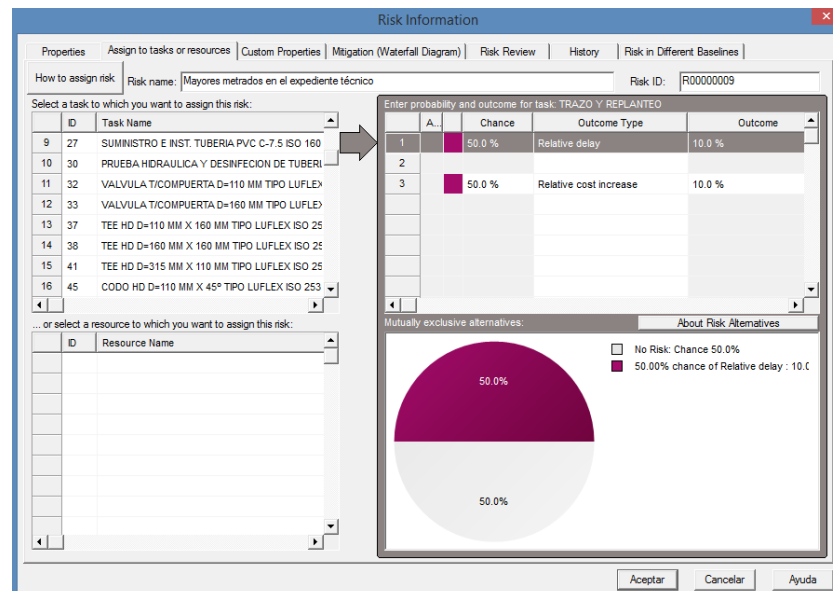 Risk Information
×
Properties Assign to tasks or resources Custom Properties Mitigation (Waterfall Diagram) Risk Review History Risk in Different Baselines
How to assign risk Risk name: Mayores metrados en el expediente técnico Risk ID: R00000009
Select a task to which you want to assign this risk:
ID Task Name
9 27 SUMINISTRO E INST. TUBERIA PVC C-7.5 ISO 160
10 30 PRUEBA HIDRAULICA Y DESINFECION DE TUBERI
11 32 VALVULA T/COMPUERTA D=110 MM TIPO LUFLEX
12 33 VALVULA T/COMPUERTA D=160 MM TIPO LUFLEX
13 37 TEE HD D=110 MM X 160 MM TIPO LUFLEX ISO 25
14 38 TEE HD D=160 MM X 160 MM TIPO LUFLEX ISO 25
15 41 TEE HD D=315 MM X 110 MM TIPO LUFLEX ISO 25
16 45 CODO HD D=110 MM X 45º TIPO LUFLEX ISO 253
Enter probability and outcome for task: TRAZO Y REPLANTEO
A... Chance Outcome Type Outcome
1 50.0 % Relative delay 10.0 %
2
3 50.0 % Relative cost increase 10.0 %
... or select a resource to which you want to assign this risk:
ID Resource Name
Mutually exclusive alternatives: About Risk Alternatives
50.0%
50.0%
No Risk: Chance 50.0%
50.00% chance of Relative delay : 10.0
Aceptar Cancelar Ayuda